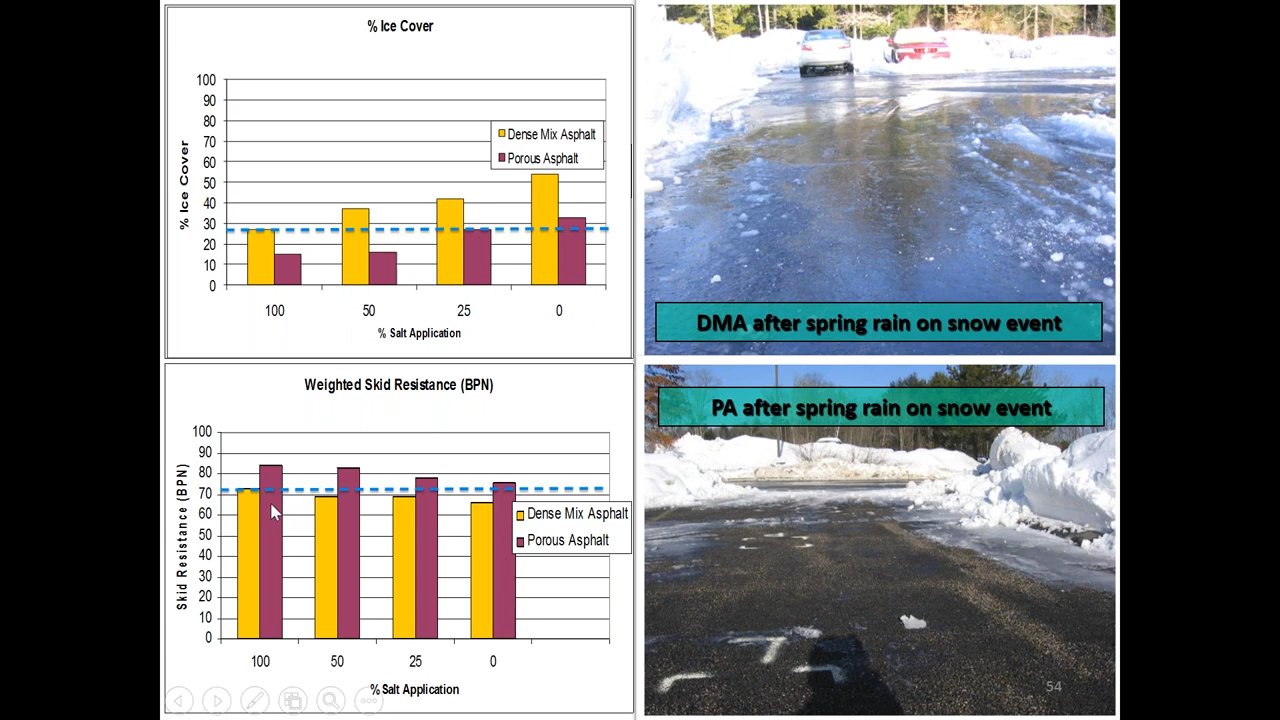 % Ice Cover
% Ice Cover
100
90
80
70
60
50
40
30
20
10
0
Dense Mix Asphalt
Porous Asphalt
100 50 25 0
% Salt Application
DMA after spring rain on snow event
Weighted Skid Resistance (BPN)
Skid Resistance (BPN)
100
90
80
70
60
50
40
30
20
10
0
Dense Mix Asphalt
Porous Asphalt
100 50 25 0
% Salt Application
PA after spring rain on snow event
54